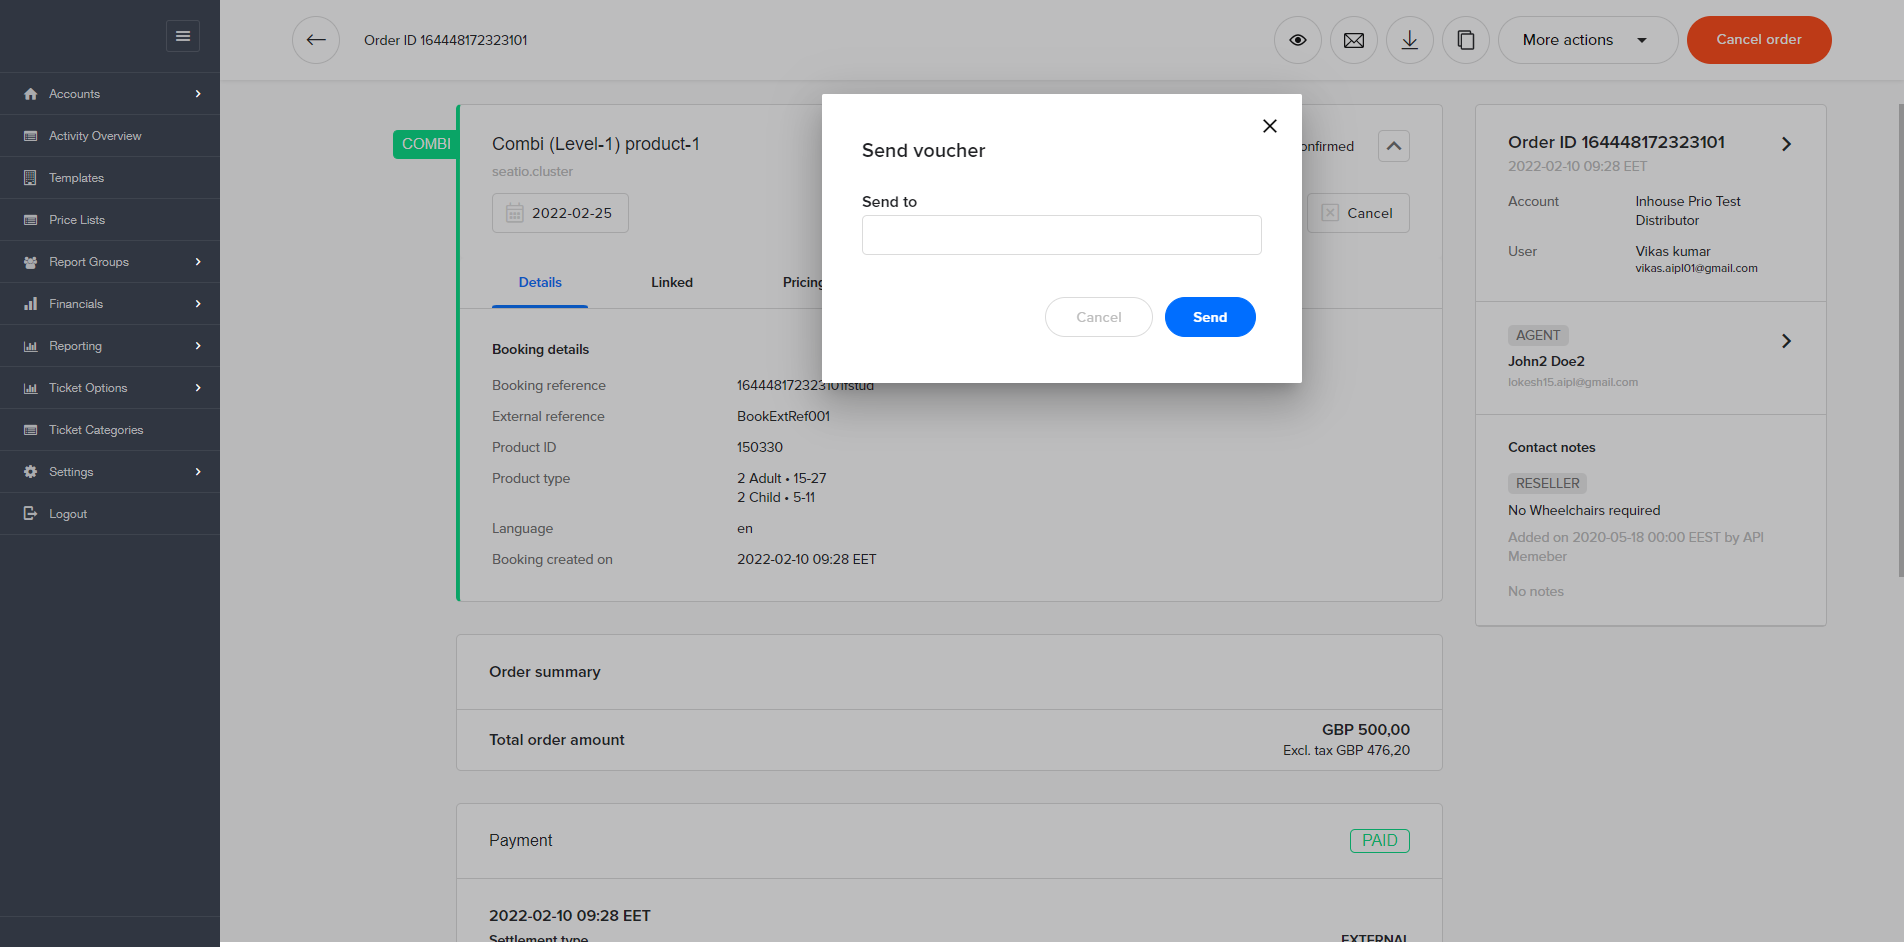 Order ID 164448172323101
More actions
Cancel order
Accounts
Activity Overview
Templates
Price Lists
Report Groups
Financials
Reporting
Ticket Options
Ticket Categories
Settings
Logout
COMBI
Combi (Level-1) product-1
seatio.cluster
2022-02-25
onfirmed
Cancel
Details
Linked
Pricing
Send voucher
Send to
Cancel
Send
Booking details
Booking reference
External reference
BookExtRef001
Product ID
150330
Product type
2 Adult • 15-27
2 Child • 5-11
Language
en
Booking created on
2022-02-10 09:28 EET
Order summary
Total order amount
GBP 500,00
Excl. tax GBP 476,20
Payment
PAID
2022-02-10 09:28 EET
Settlement type
EXTERNAL
Order ID 164448172323101
2022-02-10 09:28 EET
Account
Inhouse Prio Test
Distributor
User
Vikas kumar
vikas.aipl01@gmail.com
AGENT
John2 Doe2
lokesh15.aipl@gmail.com
Contact notes
RESELLER
No Wheelchairs required
Added on 2020-05-18 00:00 EEST by API
Memeber
No notes